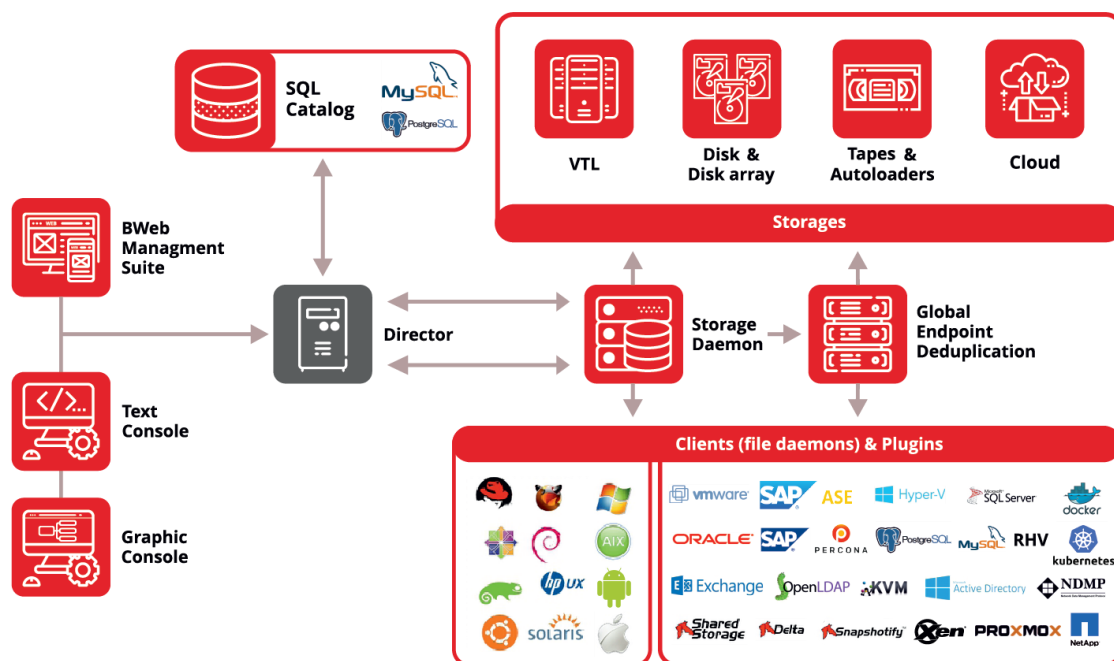 SQL
Catalog
MySQL
PostgreSQL
VTL
Disk &
Disk array
Tapes &
Autoloaders
Cloud
Storages
WEB
BWeb
Managment
Suite
Director
Storage
Daemon
Global
Endpoint
Deduplication
</>...
Text
Console
Graphic
Console
Clients (file daemons) & Plugins
AIX
hp UX
SOLARIS
vmware
SAP
ASE
Hyper-V
Microsoft
SQL Server
docker
ORACLE
SAP
PERCONA
PostgreSQL
MySQL
RHV
kubernetes
Exchange
OpenLDAP
KVM
Active Directory
NDMP
Shared
Storage
Delta
Snapshotify
Xen
PROXMOX
NetApp